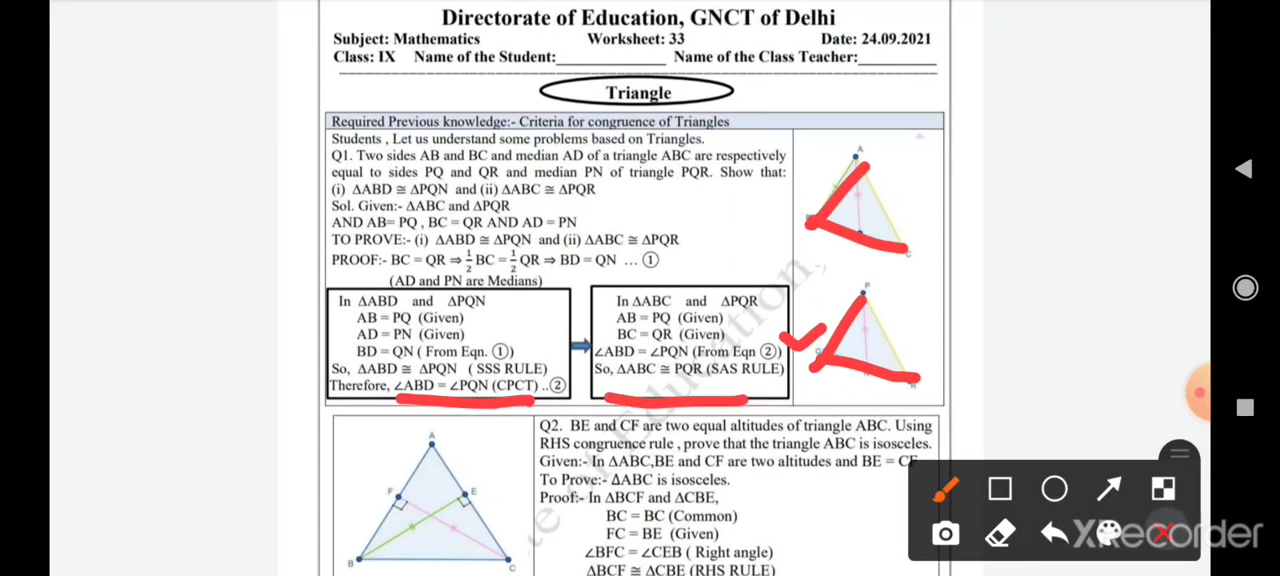 Directorate of Education, GNCT of Delhi
Subject: Mathematics Worksheet: 33 Date: 24.09.2021
Class: IX Name of the Student:____________ Name of the Class Teacher:_________
Triangle
Required Previous knowledge:- Criteria for congruence of Triangles
Students , Let us understand some problems based on Triangles.
Q1. Two sides AB and BC and median AD of a triangle ABC are respectively
equal to sides PQ and QR and median PN of triangle PQR. Show that:
(i) ΔABD ≅ ΔPQN and (ii) ΔABC ≅ ΔPQR
Sol. Given:- ΔABC and ΔPQR
AND AB= PQ , BC = QR AND AD = PN
TO PROVE:- (i) ΔABD ≅ ΔPQN and (ii) ΔABC ≅ ΔPQR
PROOF:- BC = QR ⇒ 1/2 BC = 1/2 QR ⇒ BD = QN … ①
(AD and PN are Medians)
In ΔABD and ΔPQN
AB = PQ (Given)
AD = PN (Given)
BD = QN ( From Eqn. ①)
So, ΔABD ≅ ΔPQN ( SSS RULE)
Therefore, ∠ABD = ∠PQN (CPCT) ..②
In ΔABC and ΔPQR
AB = PQ (Given)
BC = QR (Given)
∠ABD = ∠PQN (From Eqn ②)
So, ΔABC ≅ PQR (SAS RULE)
A
C
P
Q
R
Q2. BE and CF are two equal altitudes of triangle ABC. Using
RHS congruence rule , prove that the triangle ABC is isosceles.
Given:- In ΔABC,BE and CF are two altitudes and BE = CF
To Prove:- ΔABC is isosceles.
Proof:- In ΔBCF and ΔCBE,
BC = BC (Common)
FC = BE (Given)
∠BFC = ∠CEB ( Right angle)
ΔBCF ≅ ΔCBE (RHS RULE)
A
F
E
B
C
of Education,
XRecorder